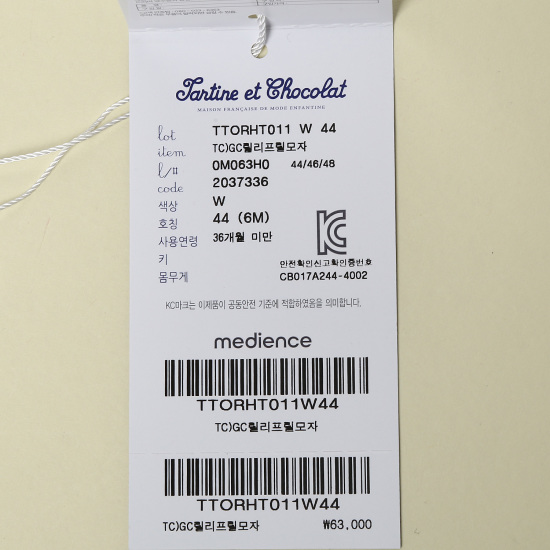 Tartine et Chocolat
MAISON FRANÇAISE DE MODE ENFANTINE
lot TTORHT011 W 44
item TC)GC릴리프릴모자
l/# 0M063H0 44/46/48
code 2037336
색상 W
호칭 44 (6M)
사용연령 36개월 미만
키
몸무게
안전확인신고확인증번호
CB017A244-4002
KC마크는 이제품이 공통안전 기준에 적합하였음을 의미합니다.
medience
TTORHT011W44
TC)GC릴리프릴모자
TTORHT011W44
TC)GC릴리프릴모자 ₩63,000